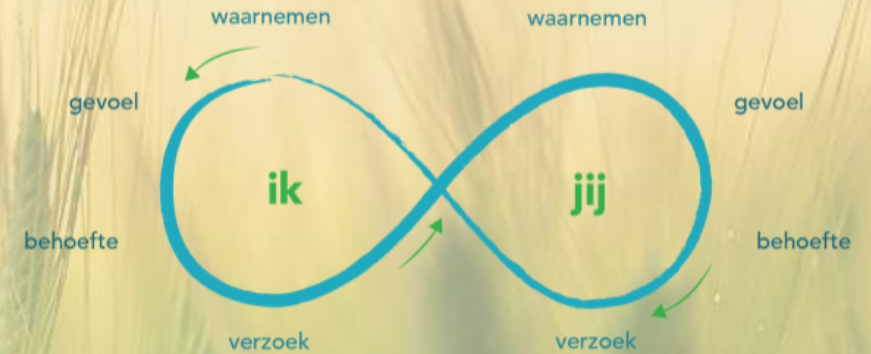 waarnemen
waarnemen
gevoel
gevoel
ik
jij
behoefte
behoefte
verzoek
verzoek